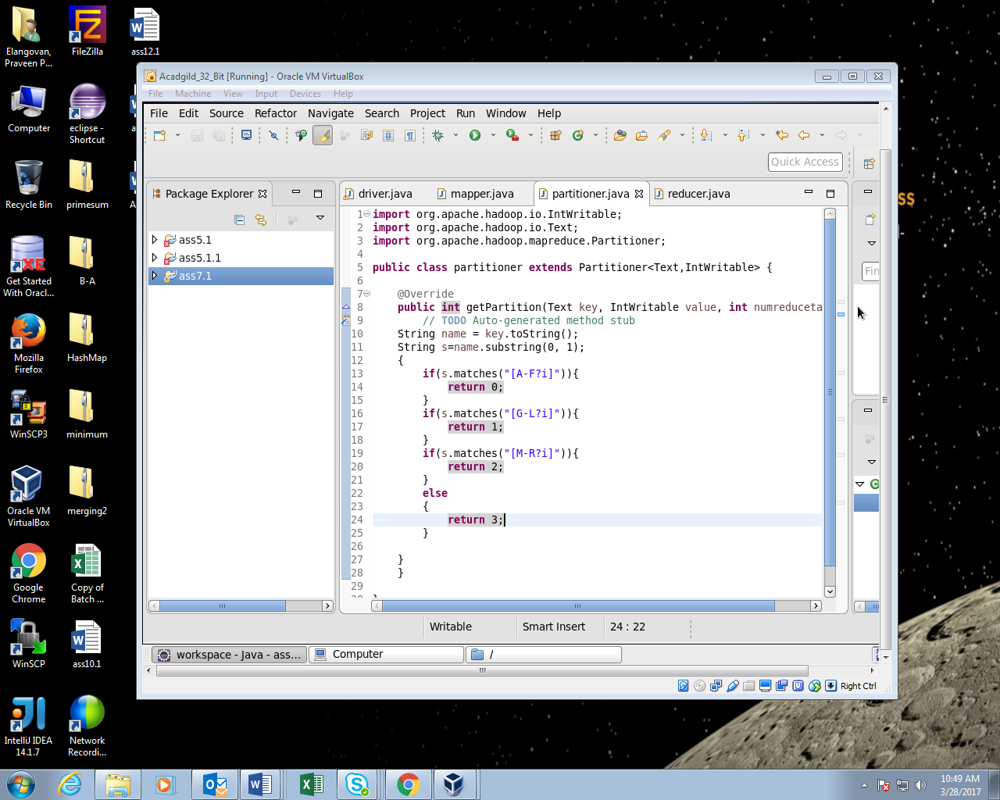 Elangovan, Praveen P...
FileZilla
ass12.1
Computer
eclipse - Shortcut
Recycle Bin
primesum
Get Started With Oracl...
B-A
Mozilla Firefox
HashMap
WinSCP3
minimum
Oracle VM VirtualBox
merging2
Google Chrome
Copy of Batch ...
WinSCP
ass10.1
IntelliJ IDEA 14.1.7
Network Recordi...
Acadgild_32_Bit [Running] - Oracle VM VirtualBox
File Machine View Input Devices Help
File Edit Source Refactor Navigate Search Project Run Window Help
Quick Access
Package Explorer
driver.java mapper.java partitioner.java reducer.java
ass5.1
ass5.1.1
ass7.1
1 import org.apache.hadoop.io.IntWritable;
2 import org.apache.hadoop.io.Text;
3 import org.apache.hadoop.mapreduce.Partitioner;
4
5 public class partitioner extends Partitioner<Text,IntWritable> {
6
7 @Override
8 public int getPartition(Text key, IntWritable value, int numreduceta
9 // TODO Auto-generated method stub
10 String name = key.toString();
11 String s=name.substring(0, 1);
12 {
13 if(s.matches("[A-F?i]")){
14 return 0;
15 }
16 if(s.matches("[G-L?i]")){
17 return 1;
18 }
19 if(s.matches("[M-R?i]")){
20 return 2;
21 }
22 else
23 {
24 return 3;
25 }
26
27 }
28 }
29
Fin
SS
Writable Smart Insert 24 : 22
workspace - Java - ass... Computer /
Right Ctrl
10:49 AM
3/28/2017